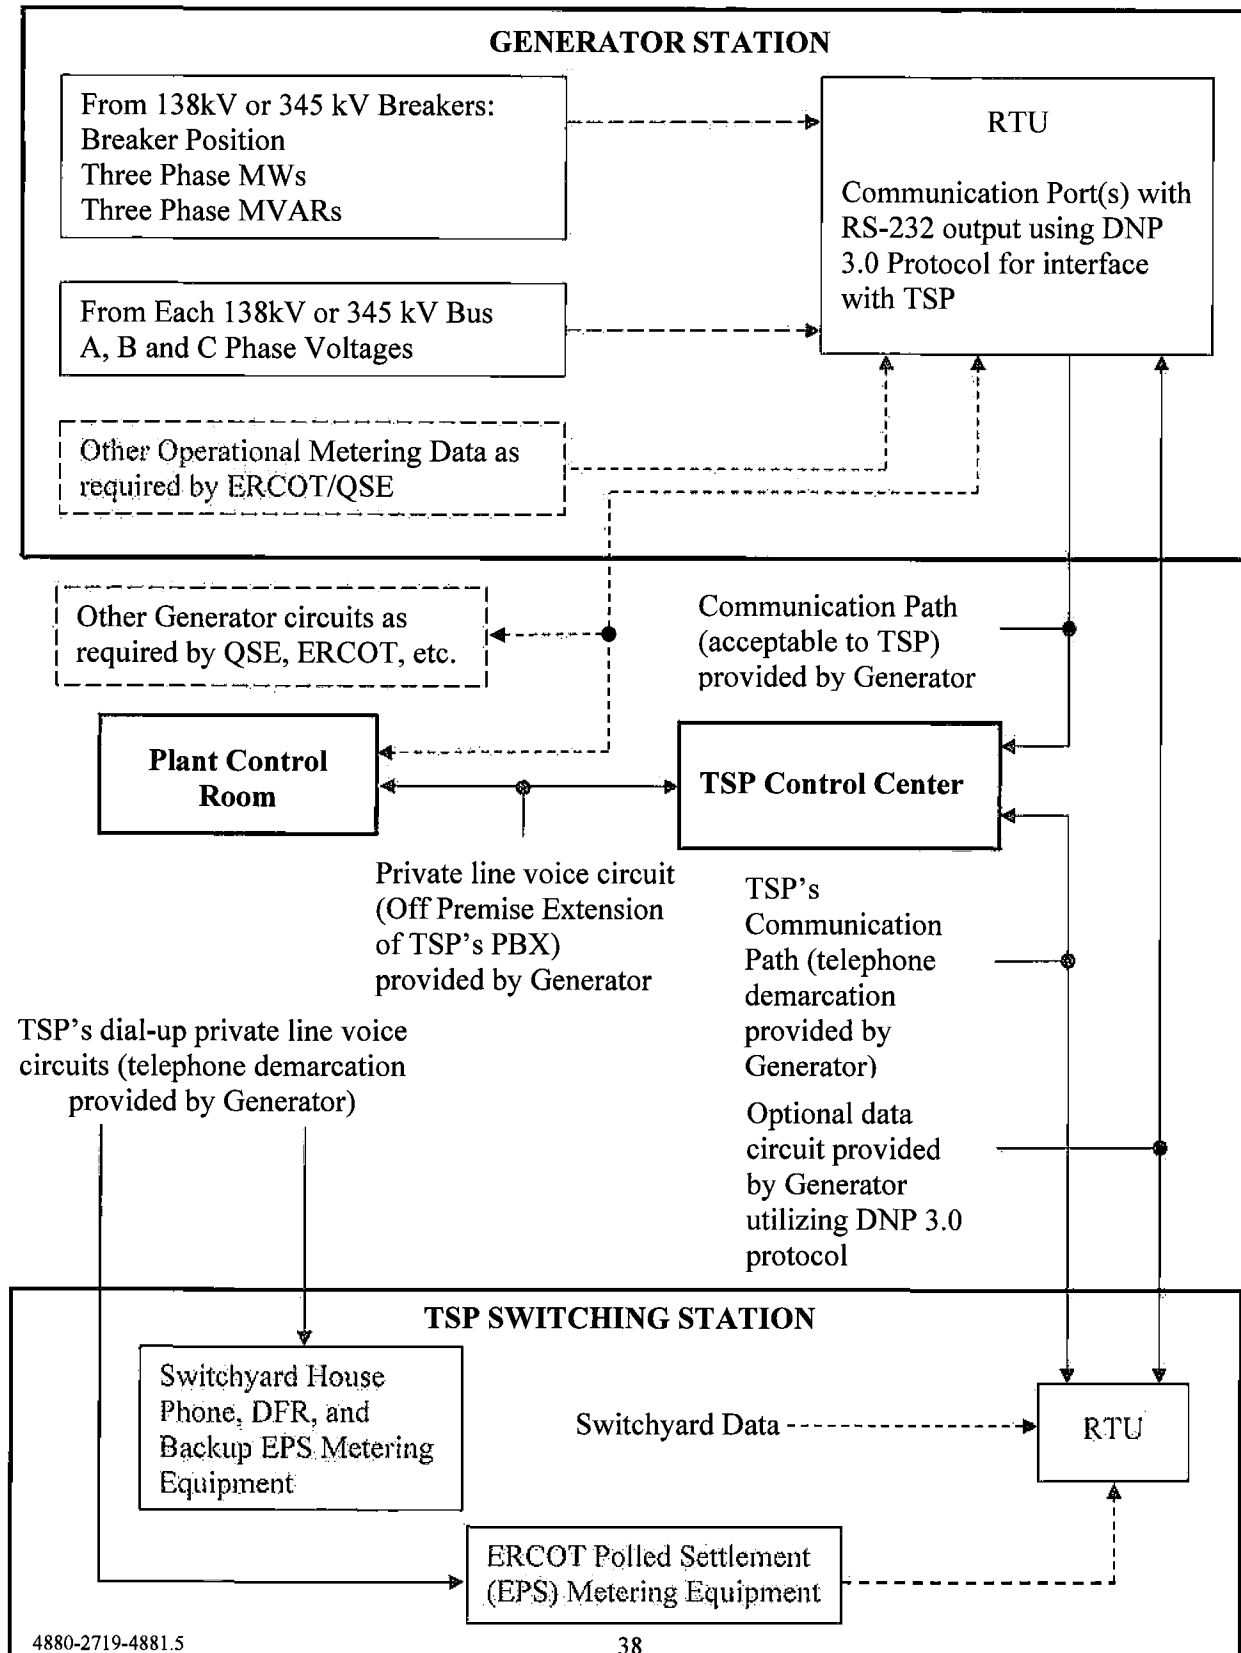 GENERATOR STATION
From 138kV or 345 kV Breakers:
Breaker Position
Three Phase MWs
Three Phase MVARs
RTU
Communication Port(s) with
RS-232 output using DNP
3.0 Protocol for interface
with TSP
From Each 138kV or 345 kV Bus
A, B and C Phase Voltages
Other Operational Metering Data as
required by ERCOT/QSE
Other Generator circuits as
required by QSE, ERCOT, etc.
Communication Path
(acceptable to TSP)
provided by Generator
Plant Control
Room
TSP Control Center
Private line voice circuit
(Off Premise Extension
of TSP's PBX)
provided by Generator
TSP's
Communication
Path (telephone
demarcation
provided by
Generator)
TSP's dial-up private line voice
circuits (telephone demarcation
provided by Generator)
Optional data
circuit provided
by Generator
utilizing DNP 3.0
protocol
TSP SWITCHING STATION
Switchyard House
Phone, DFR, and
Backup EPS Metering
Equipment
Switchyard Data
RTU
ERCOT Polled Settlement
(EPS) Metering Equipment
4880-2719-4881.5
38